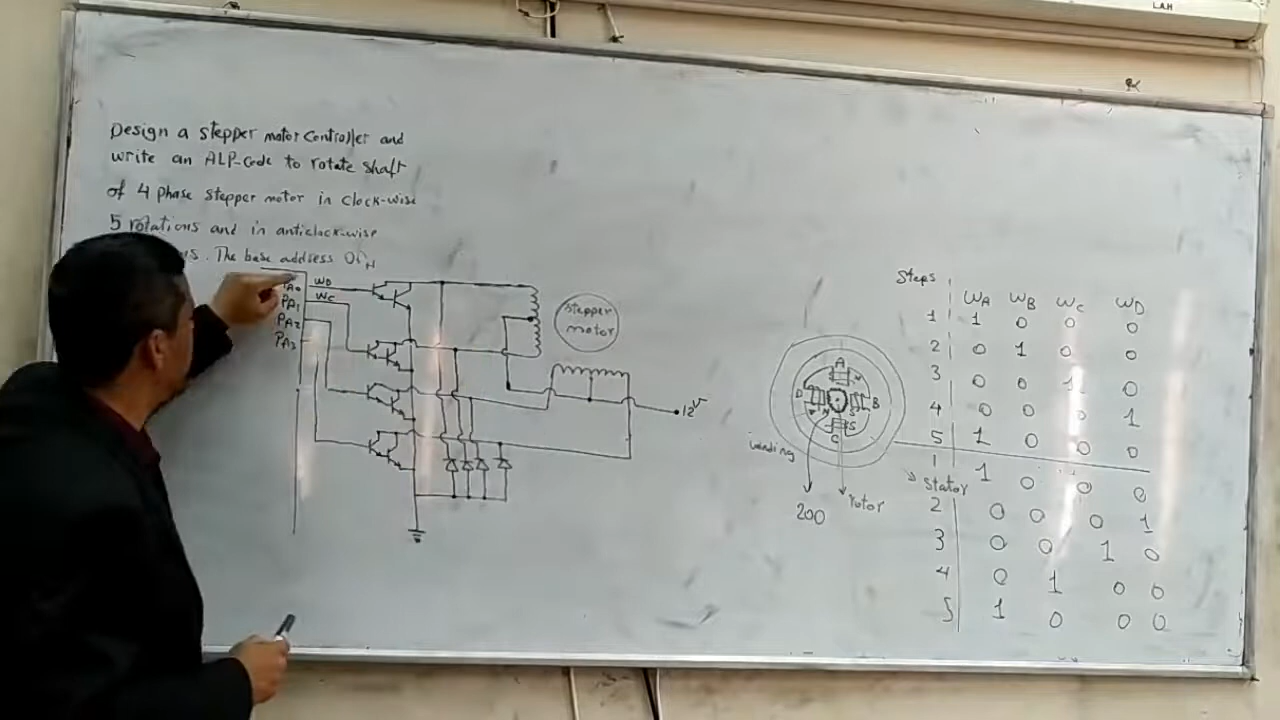 L.A.H
Design a stepper motor controller and
write an ALP-code to rotate shaft
of 4 phase stepper motor in clock-wise
5 rotations and in anticlock-wise
The base address
PA0 WD
PA1 WC
PA2
PA3
stepper
motor
12V
A
D B
N S
S
C
winding
200
rotor
stator
Steps WA WB WC WD
1 1 0 0 0
2 0 1 0 0
3 0 0 1 0
4 0 0 0 1
5 1 0 0 0
1 1 0 0 0
2 0 0 0 1
3 0 0 1 0
4 0 1 0 0
5 1 0 0 0